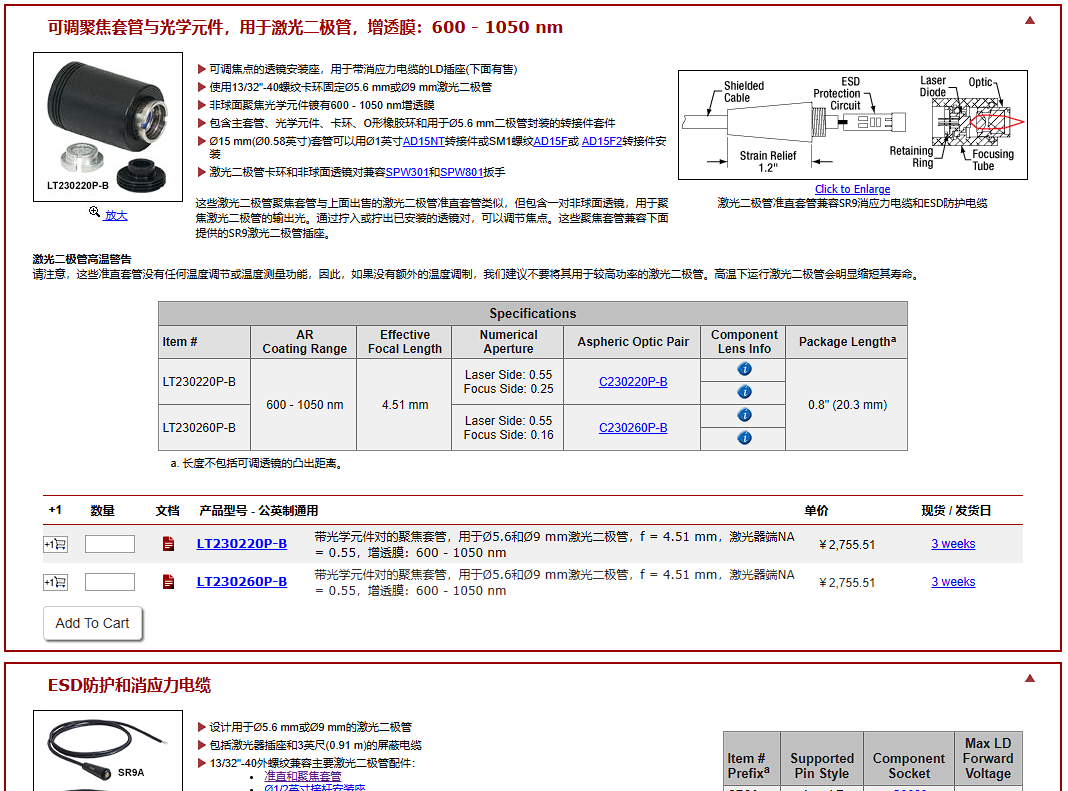 可调聚焦套管与光学元件，用于激光二极管，增透膜：600 - 1050 nm
LT230220P-B
放大
可调焦点的透镜安装座，用于带消应力电缆的LD插座(下面有售)
使用13/32"-40螺纹卡环固定Ø5.6 mm或Ø9 mm激光二极管
非球面聚焦光学元件镀有600 - 1050 nm增透膜
包含主套管、光学元件、卡环、O形橡胶环和用于Ø5.6 mm二极管封装的转接件套件
Ø15 mm(Ø0.58英寸)套管可以用Ø1英寸AD15NT转接件或SM1螺纹AD15F或 AD15F2转接件安
装
激光二极管卡环和非球面透镜对兼容SPW301和SPW801扳手
这些激光二极管聚焦套管与上面出售的激光二极管准直套管类似，但包含一对非球面透镜，用于聚
焦激光二极管的输出光。通过拧入或拧出已安装的透镜对，可以调节焦点。这些聚焦套管兼容下面
提供的SR9激光二极管插座。
Shielded
Cable
ESD
Protection
Circuit
Laser
Diode
Optic
Strain Relief
1.2"
Retaining
Ring
Focusing
Tube
Click to Enlarge
激光二极管准直套管兼容SR9消应力电缆和ESD防护电缆
激光二极管高温警告
请注意，这些准直套管没有任何温度调节或温度测量功能，因此，如果没有额外的温度调制，我们建议不要将其用于较高功率的激光二极管。高温下运行激光二极管会明显缩短其寿命。
Specifications
Item # AR Coating Range Effective Focal Length Numerical Aperture Aspheric Optic Pair Component Lens Info Package Lengthª
LT230220P-B 600 - 1050 nm 4.51 mm Laser Side: 0.55 Focus Side: 0.25 C230220P-B 0.8" (20.3 mm)
LT230260P-B Laser Side: 0.55 Focus Side: 0.16 C230260P-B
a. 长度不包括可调透镜的凸出距离。
+1 数量 文档 产品型号 - 公英制通用 单价 现货 / 发货日
+1 LT230220P-B 带光学元件对的聚焦套管，用于Ø5.6和Ø9 mm激光二极管，f = 4.51 mm，激光器端NA
= 0.55，增透膜：600 - 1050 nm ￥2,755.51 3 weeks
+1 LT230260P-B 带光学元件对的聚焦套管，用于Ø5.6和Ø9 mm激光二极管，f = 4.51 mm，激光器端NA
= 0.55，增透膜：600 - 1050 nm ￥2,755.51 3 weeks
Add To Cart
ESD防护和消应力电缆
SR9A
设计用于Ø5.6 mm或Ø9 mm的激光二极管
包括激光器插座和3英尺(0.91 m)的屏蔽电缆
13/32"-40外螺纹兼容主要激光二极管配件：
准直和聚焦套管
Ø1/2英寸接杆安装座
Item # Prefixª Supported Pin Style Component Socket Max LD Forward Voltage